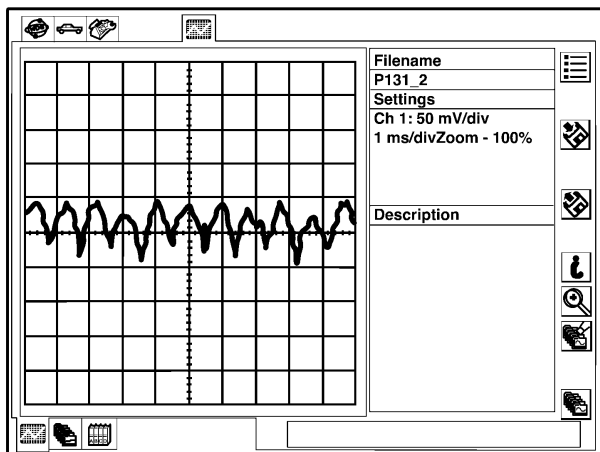 Filename
P131_2
Settings
Ch 1: 50 mV/div
1 ms/divZoom - 100%
Description
i